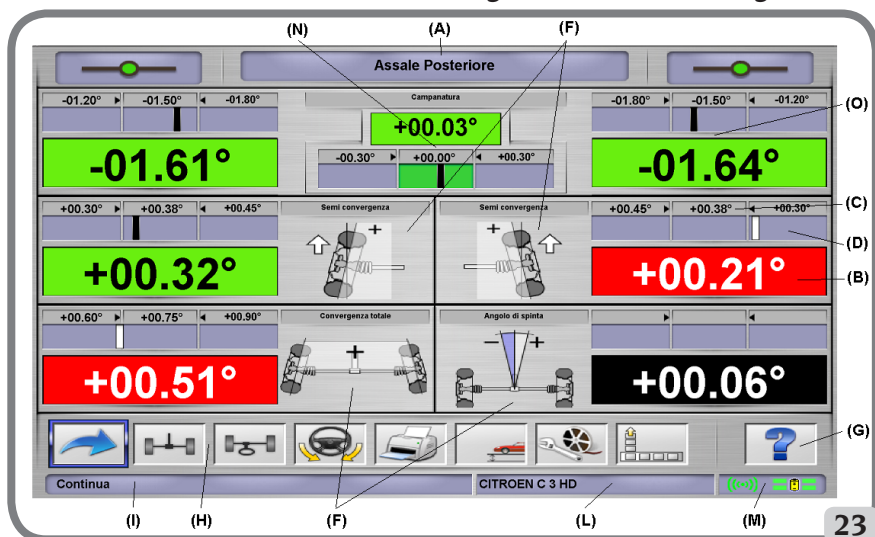 (N) (A) (F)
Assale Posteriore
-01.20° -01.50° -01.80°
Campanatura
-01.80° -01.50° -01.20°
(O)
+00.03°
-01.61°
-00.30° +00.00° +00.30°
-01.64°
+00.30° +00.38° +00.45°
Semi convergenza
Semi convergenza
+00.45° +00.38° +00.30°
(C)
+ +
(D)
+00.32°
+00.21°
(B)
+00.60° +00.75° +00.90°
Convergenza totale
Angolo di spinta
+
− +
+00.51°
+00.06°
?
(G)
Continua
CITROEN C 3 HD
(I) (H) (F) (L) (M)
23